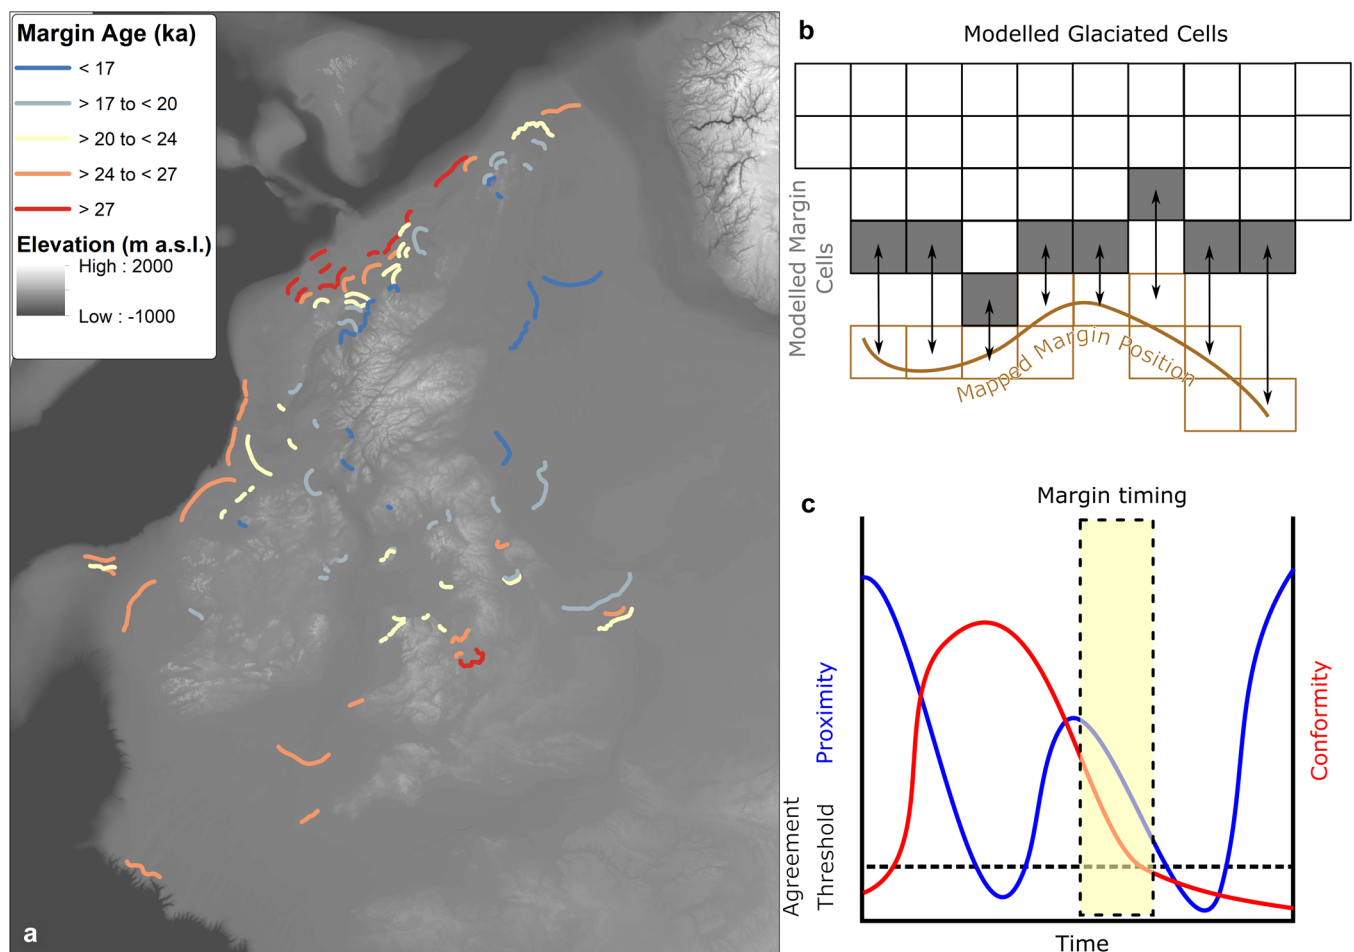 Margin Age (ka)
< 17
> 17 to < 20
> 20 to < 24
> 24 to < 27
> 27
Elevation (m a.s.l.)
High : 2000
Low : -1000
a
b
Modelled Glaciated Cells
Modelled Margin
Cells
Mapped Margin Position
c
Margin timing
Proximity
Conformity
Agreement
Threshold
Time